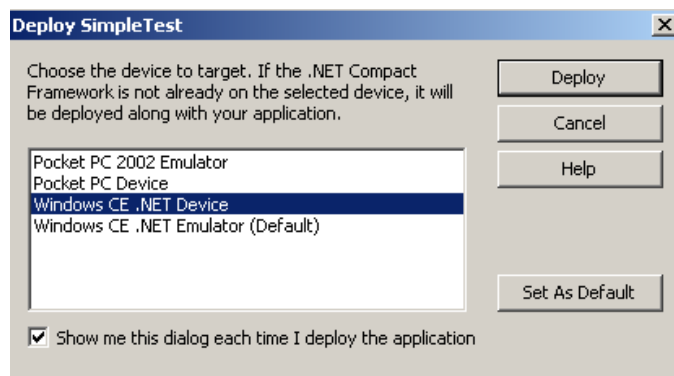 Deploy SimpleTest
Choose the device to target. If the .NET Compact
Framework is not already on the selected device, it will
be deployed along with your application.
Deploy
Cancel
Help
Pocket PC 2002 Emulator
Pocket PC Device
Windows CE .NET Device
Windows CE .NET Emulator (Default)
Set As Default
Show me this dialog each time I deploy the application